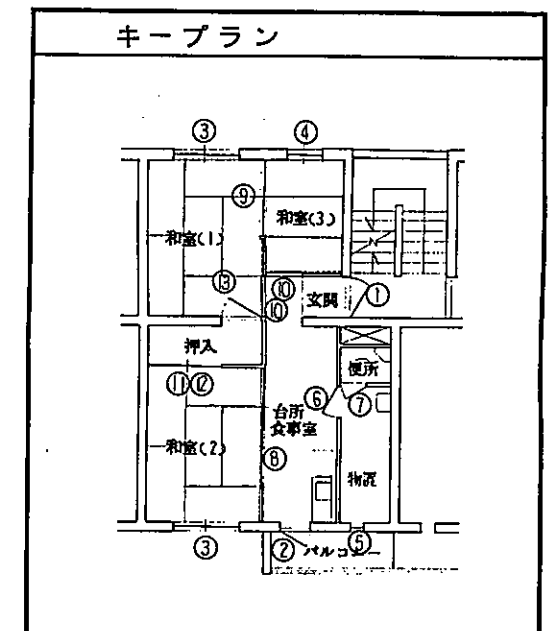 キープラン
③ ④
⑨
和室(1) 和室(3)
⑬ ⑩ 玄関 ①
⑩
押入 便所
⑪⑫ ⑥ ⑦
台所
食事室
和室(2) ⑧
物置
③ ② バルコニー ⑤